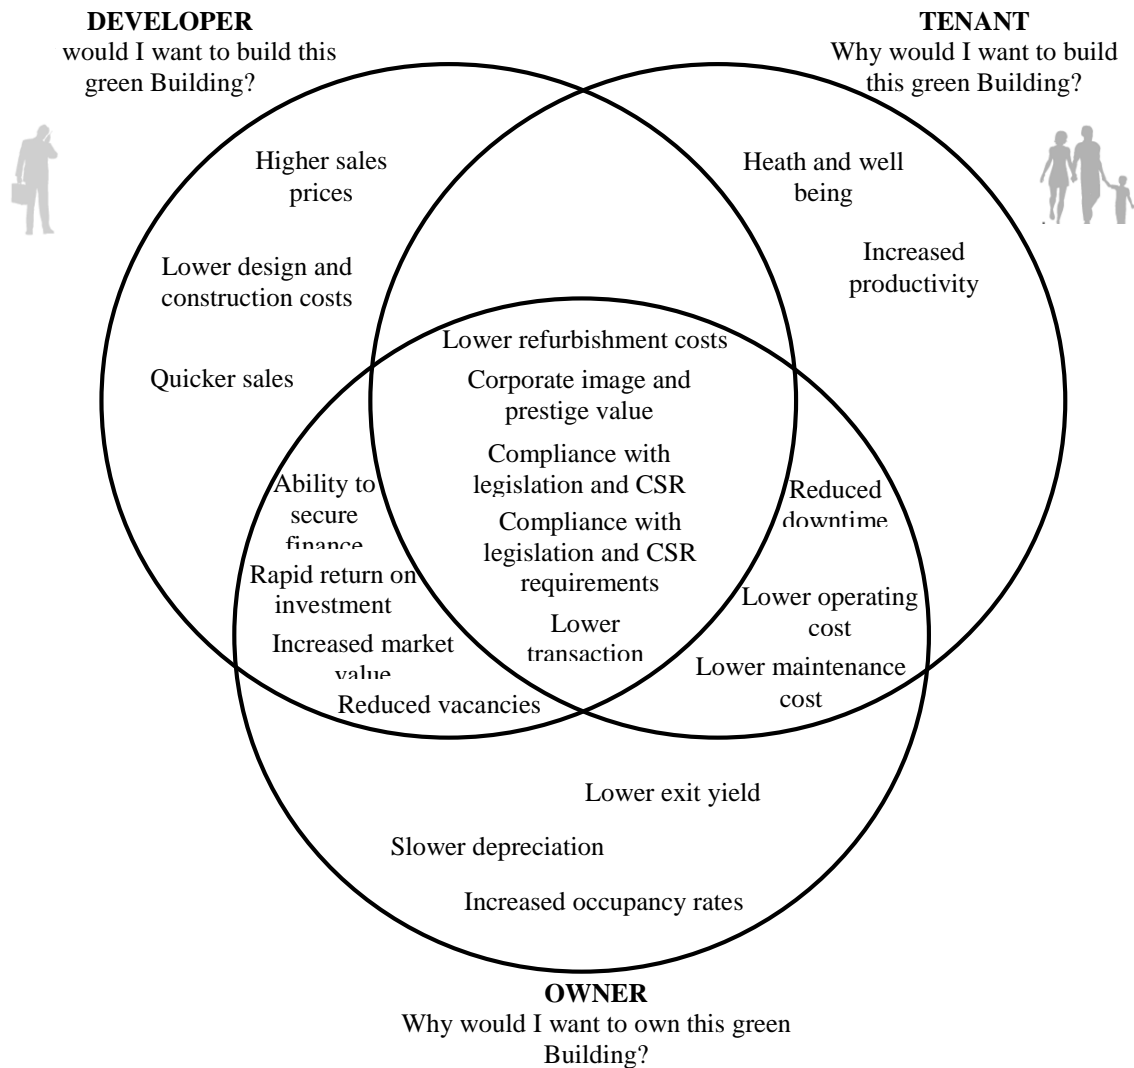 DEVELOPER
would I want to build this
green Building?
TENANT
Why would I want to build
this green Building?
Higher sales
prices
Lower design and
construction costs
Quicker sales
Heath and well
being
Increased
productivity
Lower refurbishment costs
Corporate image and
prestige value
Compliance with
legislation and CSR
Compliance with
legislation and CSR
requirements
Lower
transaction
Ability to
secure
finance
Rapid return on
investment
Increased market
value
Reduced vacancies
Reduced
downtime
Lower operating
cost
Lower maintenance
cost
Lower exit yield
Slower depreciation
Increased occupancy rates
OWNER
Why would I want to own this green
Building?